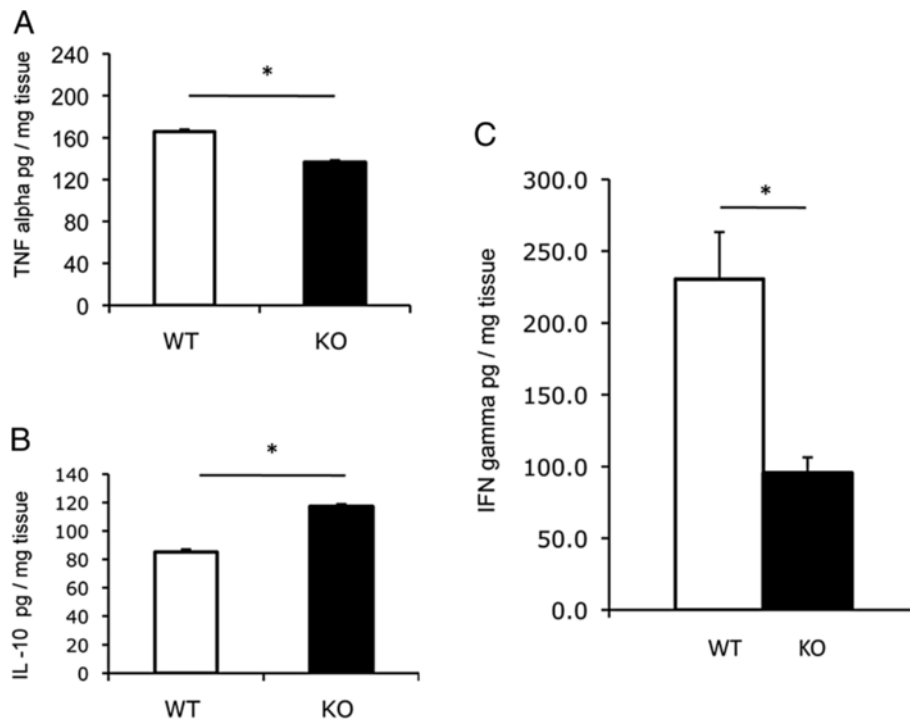 A
TNF alpha pg / mg tissue
240
200
160
120
80
40
0
*
WT KO
B
IL -10 pg / mg tissue
140
120
100
80
60
40
20
0
*
WT KO
C
IFN gamma pg / mg tissue
300.0
250.0
200.0
150.0
100.0
50.0
0.0
*
WT KO